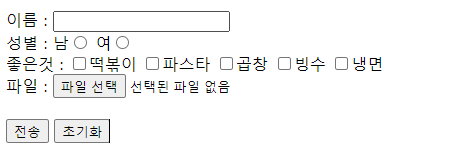 이름 :
성별 : 남 여
좋은것 : 떡볶이 파스타 곱창 빙수 냉면
파일 : 파일 선택 선택된 파일 없음
전송 초기화